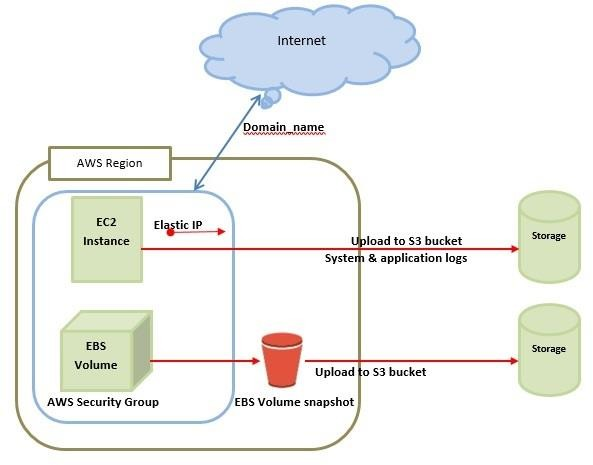 Internet
Domain_name
AWS Region
EC2
Instance
Elastic IP
Upload to S3 bucket
System & application logs
Storage
EBS
Volume
Storage
Upload to S3 bucket
AWS Security Group
EBS Volume snapshot